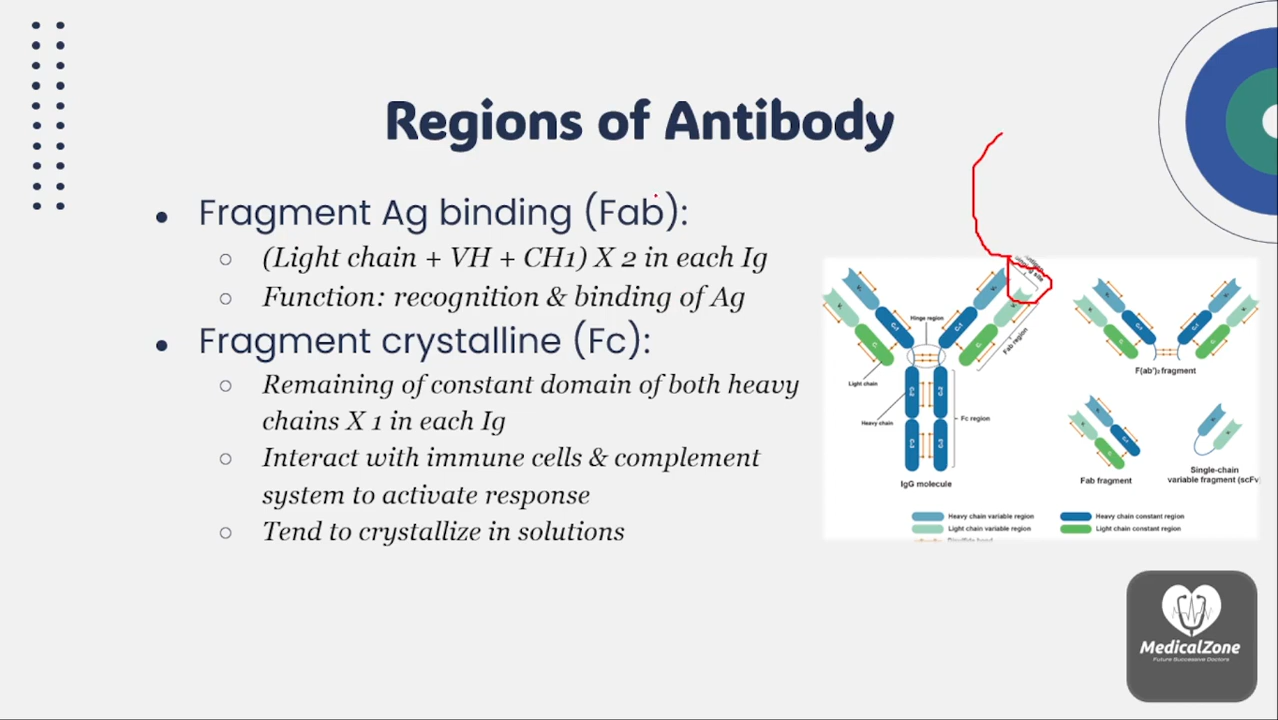 Regions of Antibody
Fragment Ag binding (Fab):
(Light chain + VH + CH1) X 2 in each Ig
Function: recognition & binding of Ag
Fragment crystalline (Fc):
Remaining of constant domain of both heavy
chains X 1 in each Ig
Interact with immune cells & complement
system to activate response
Tend to crystallize in solutions
Hinge region
Fab region
Light chain
Heavy chain
Fc region
IgG molecule
F(ab')₂ fragment
Fab fragment
Single-chain
variable fragment (scFv
Heavy chain variable region
Heavy chain constant region
Light chain variable region
Light chain constant region
MedicalZone
Future Successive Doctors